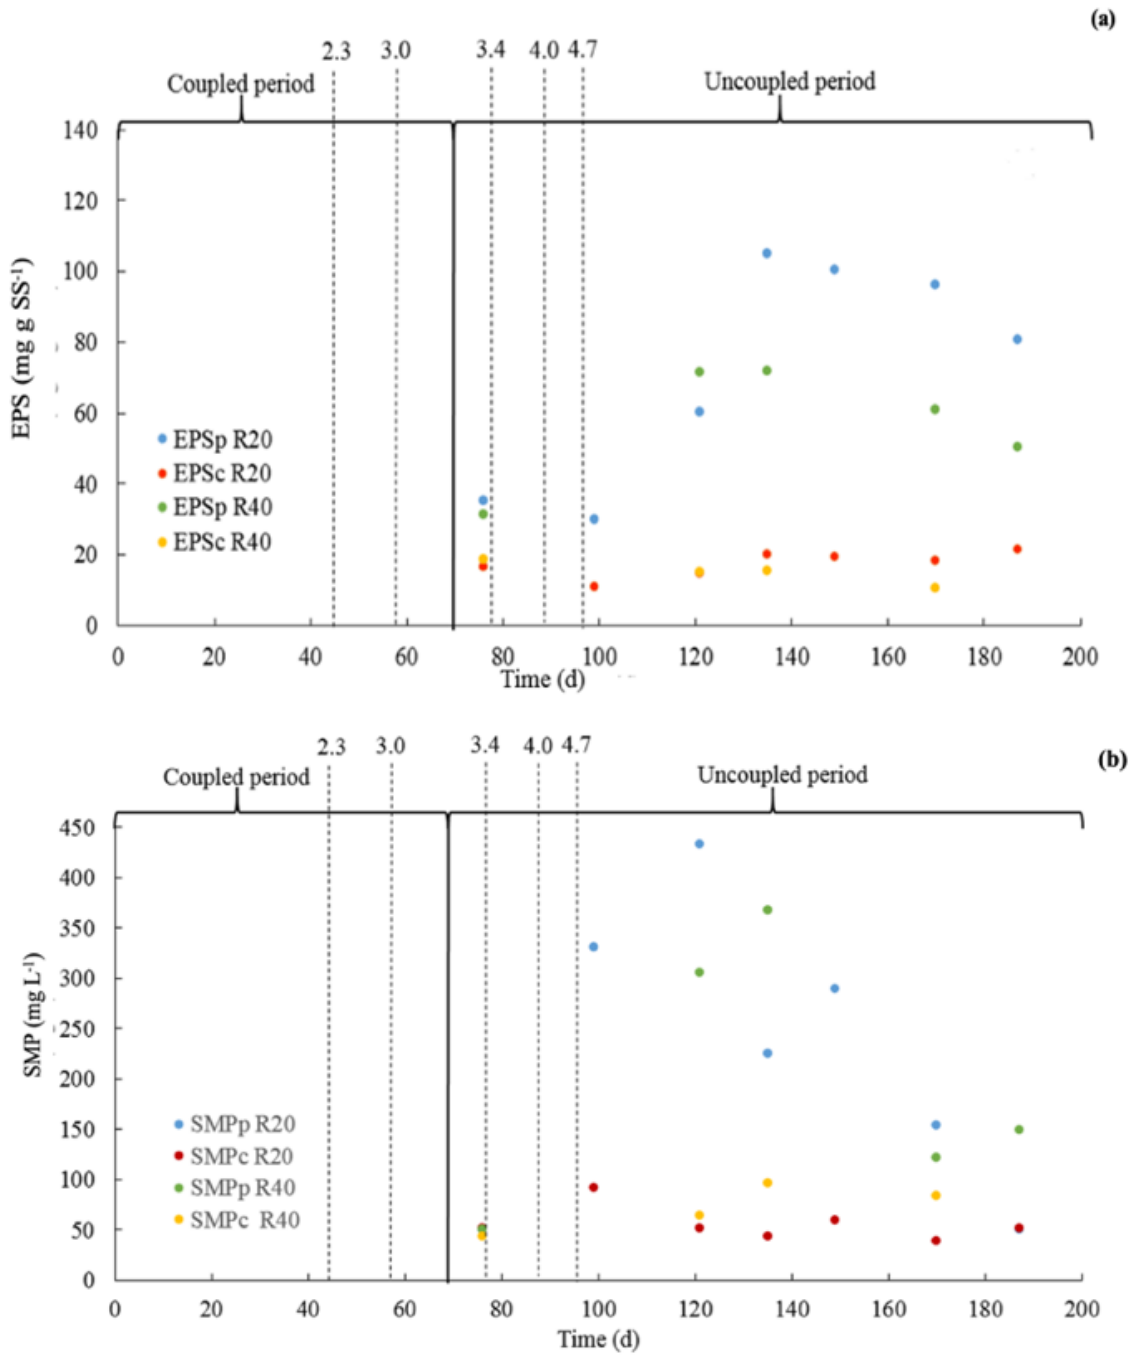 (a)
2.3 3.0 3.4 4.0 4.7
Coupled period Uncoupled period
140
120
100
80
60
40
20
0
EPS (mg g SS-1)
EPSp R20
EPSc R20
EPSp R40
EPSc R40
0 20 40 60 80 100 120 140 160 180 200
Time (d)
2.3 3.0 3.4 4.0 4.7
(b)
Coupled period Uncoupled period
450
400
350
300
250
200
150
100
50
0
SMP (mg L-1)
SMPp R20
SMPc R20
SMPp R40
SMPc R40
0 20 40 60 80 100 120 140 160 180 200
Time (d)